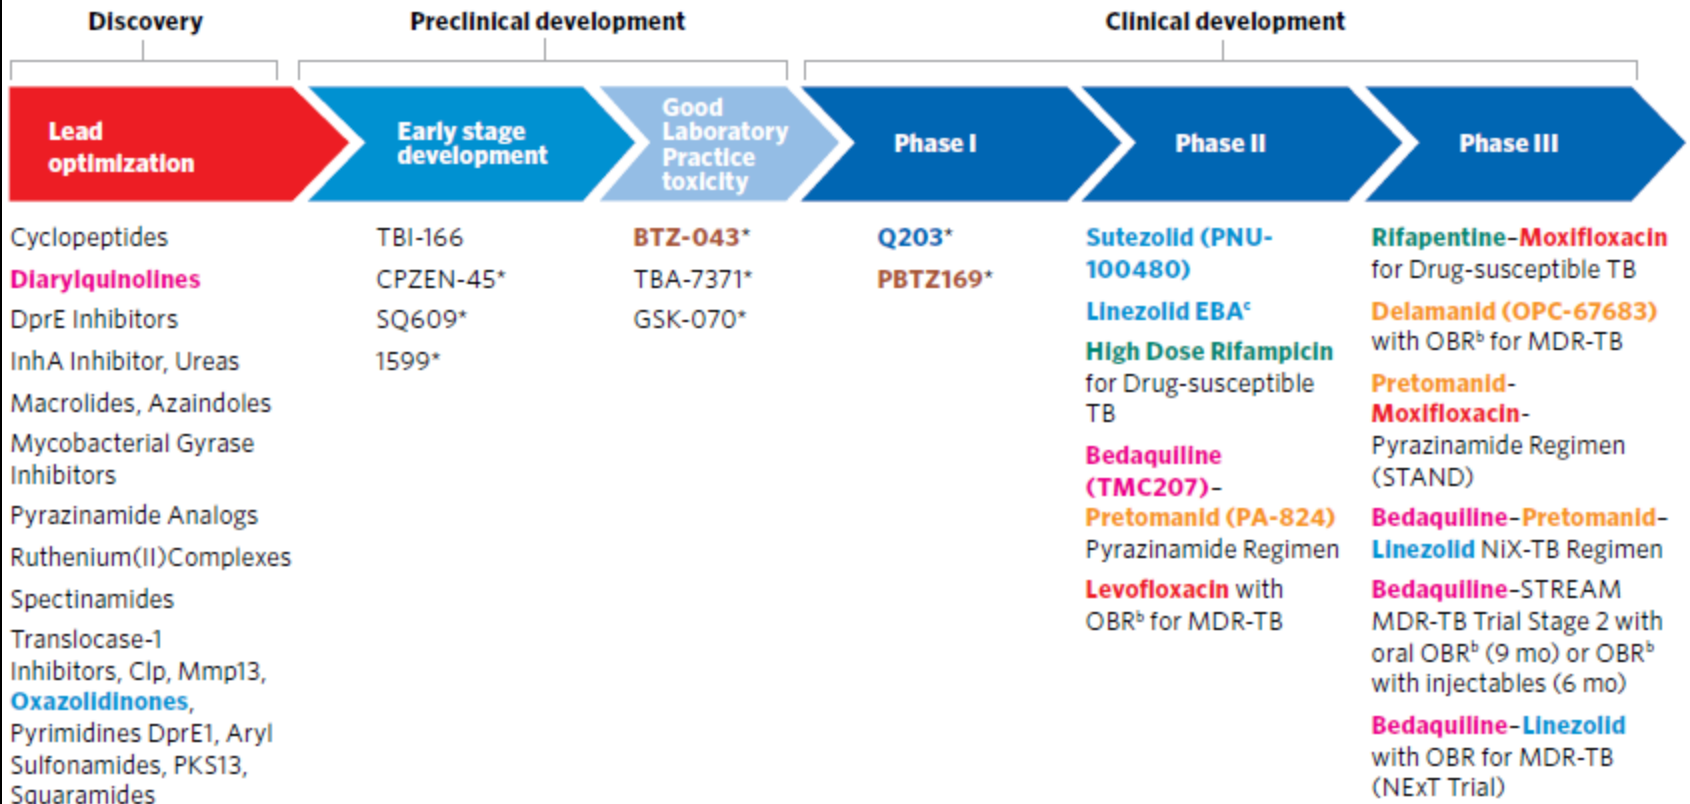 Discovery
Preclinical development
Clinical development
Lead
optimization
Early stage
development
Good
Laboratory
Practice
toxicity
Phase I
Phase II
Phase III
Cyclopeptides
Diarylquinolines
DprE Inhibitors
InhA Inhibitor, Ureas
Macrolides, Azaindoles
Mycobacterial Gyrase
Inhibitors
Pyrazinamide Analogs
Ruthenium(II)Complexes
Spectinamides
Translocase-1
Inhibitors, Clp, Mmp13,
Oxazolidinones,
Pyrimidines DprE1, Aryl
Sulfonamides, PKS13,
Squaramides
TBI-166
CPZEN-45*
SQ609*
1599*
BTZ-043*
TBA-7371*
GSK-070*
Q203*
PBTZ169*
Sutezolid (PNU-
100480)
Linezolid EBAᶜ
High Dose Rifampicin
for Drug-susceptible
TB
Bedaquiline
(TMC207)–
Pretomanid (PA-824)
Pyrazinamide Regimen
Levofloxacin with
OBRᵇ for MDR-TB
Rifapentine–Moxifloxacin
for Drug-susceptible TB
Delamanid (OPC-67683)
with OBRᵇ for MDR-TB
Pretomanid-
Moxifloxacin-
Pyrazinamide Regimen
(STAND)
Bedaquiline–Pretomanid–
Linezolid NiX-TB Regimen
Bedaquiline–STREAM
MDR-TB Trial Stage 2 with
oral OBRᵇ (9 mo) or OBRᵇ
with injectables (6 mo)
Bedaquiline–Linezolid
with OBR for MDR-TB
(NExT Trial)